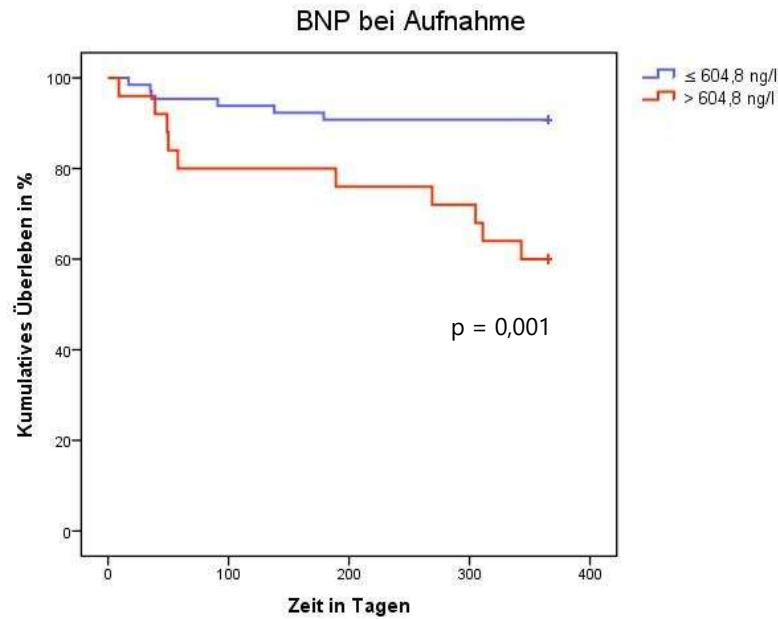 BNP bei Aufnahme
≤ 604,8 ng/l
> 604,8 ng/l
Kumulatives Überleben in %
100
80
60
40
20
0
p = 0,001
0 100 200 300 400
Zeit in Tagen